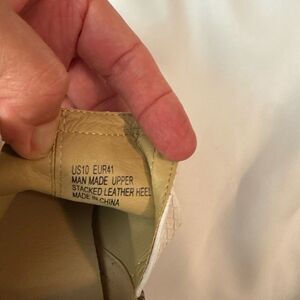 US10 EUR41
MAN MADE UPPER
STACKED LEATHER HEEL
MADE IN CHINA